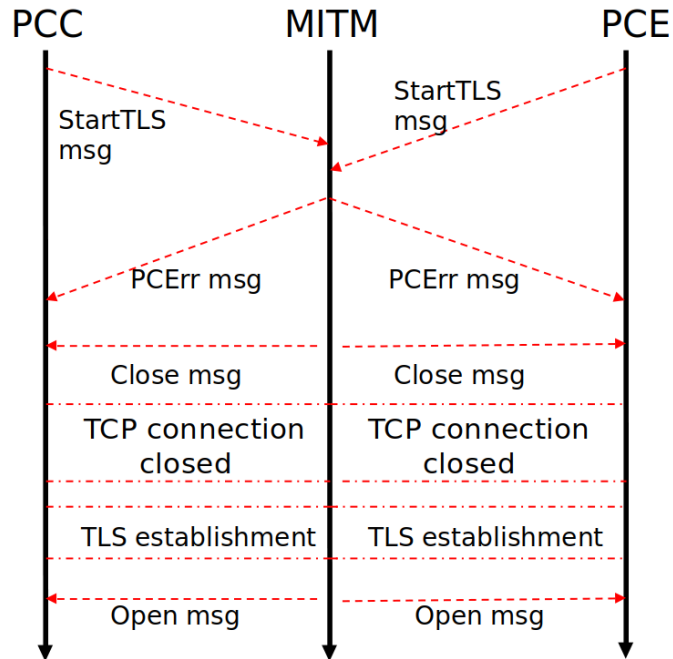 PCC MITM PCE
StartTLS
msg
StartTLS
msg
PCErr msg PCErr msg
Close msg Close msg
TCP connection
closed
TCP connection
closed
TLS establishment TLS establishment
Open msg Open msg